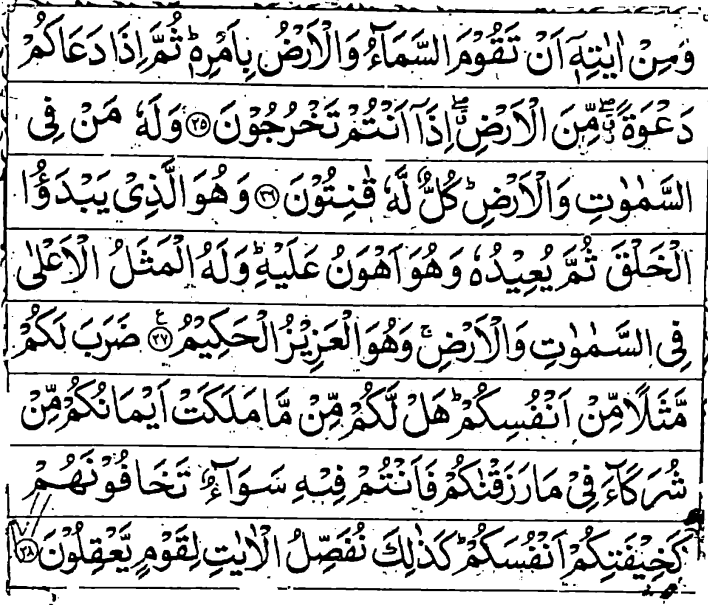 وَمِنْ اٰيٰتِهٖۤ اَنْ تَقُوْمَ السَّمَآءُ وَالْاَرْضُ بِاَمْرِهٖ ؕ ثُمَّ اِذَا دَعَاكُمْ
دَعْوَةً ۖۗ مِّنَ الْاَرْضِ ۖۗ اِذَاۤ اَنْتُمْ تَخْرُجُوْنَ ﴿۲۵﴾ وَلَهٗ مَنْ فِی
السَّمٰوٰتِ وَالْاَرْضِ ؕ كُلٌّ لَّهٗ قٰنِتُوْنَ ﴿۲۶﴾ وَهُوَ الَّذِیْ يَبْدَؤُا
الْخَلْقَ ثُمَّ يُعِيْدُهٗ وَهُوَ اَهْوَنُ عَلَيْهِ ؕ وَلَهُ الْمَثَلُ الْاَعْلٰی
فِی السَّمٰوٰتِ وَالْاَرْضِ ۚ وَهُوَ الْعَزِيْزُ الْحَكِيْمُ ﴿۲۷﴾ ع ضَرَبَ لَكُمْ
مَّثَلًا مِّنْ اَنْفُسِكُمْ ؕ هَلْ لَّكُمْ مِّنْ مَّا مَلَكَتْ اَيْمَانُكُمْ مِّنْ
شُرَكَآءَ فِیْ مَا رَزَقْنٰكُمْ فَاَنْتُمْ فِيْهِ سَوَآءٌ تَخَافُوْنَهُمْ
كَخِيْفَتِكُمْ اَنْفُسَكُمْ ؕ كَذٰلِكَ نُفَصِّلُ الْاٰيٰتِ لِقَوْمٍ يَّعْقِلُوْنَ ﴿۲۸﴾